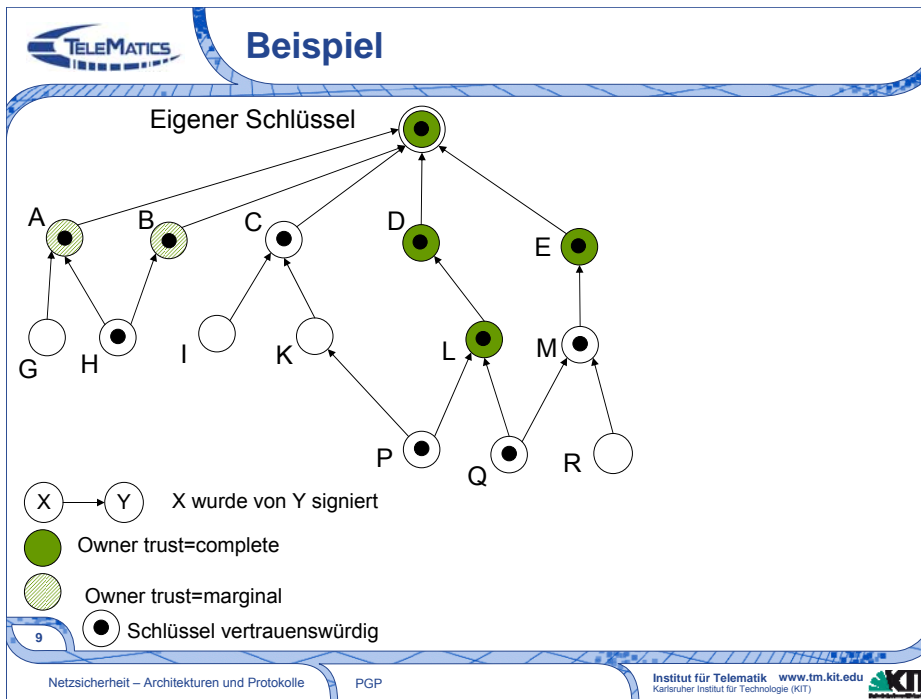 TELEMATICS
Beispiel
Eigener Schlüssel
A
B
C
D
E
G
H
I
K
L
M
P
Q
R
X
Y
X wurde von Y signiert
Owner trust=complete
Owner trust=marginal
Schlüssel vertrauenswürdig
9
Netzsicherheit – Architekturen und Protokolle
PGP
Institut für Telematik www.tm.kit.edu
Karlsruher Institut für Technologie (KIT)
KIT